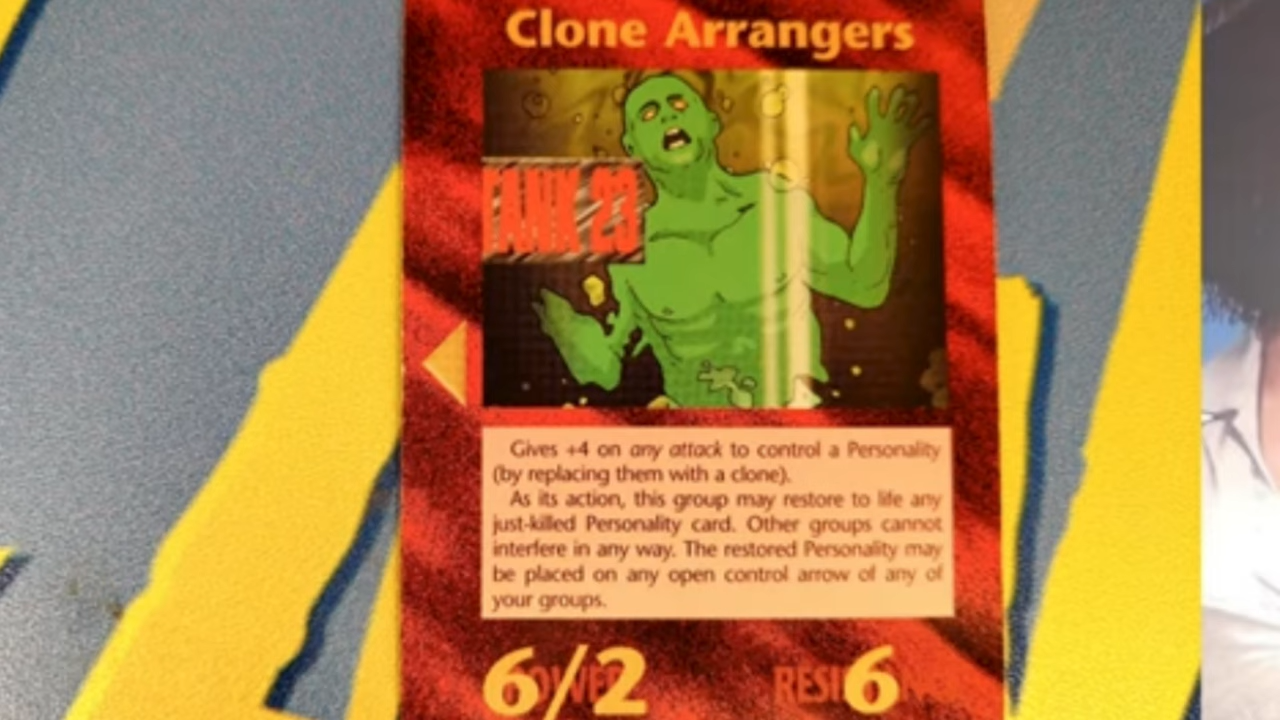 Clone Arrangers
TANK 23
Gives +4 on any attack to control a Personality
(by replacing them with a clone).
As its action, this group may restore to life any
just-killed Personality card. Other groups cannot
interfere in any way. The restored Personality may
be placed on any open control arrow of any of
your groups.
6/2
6